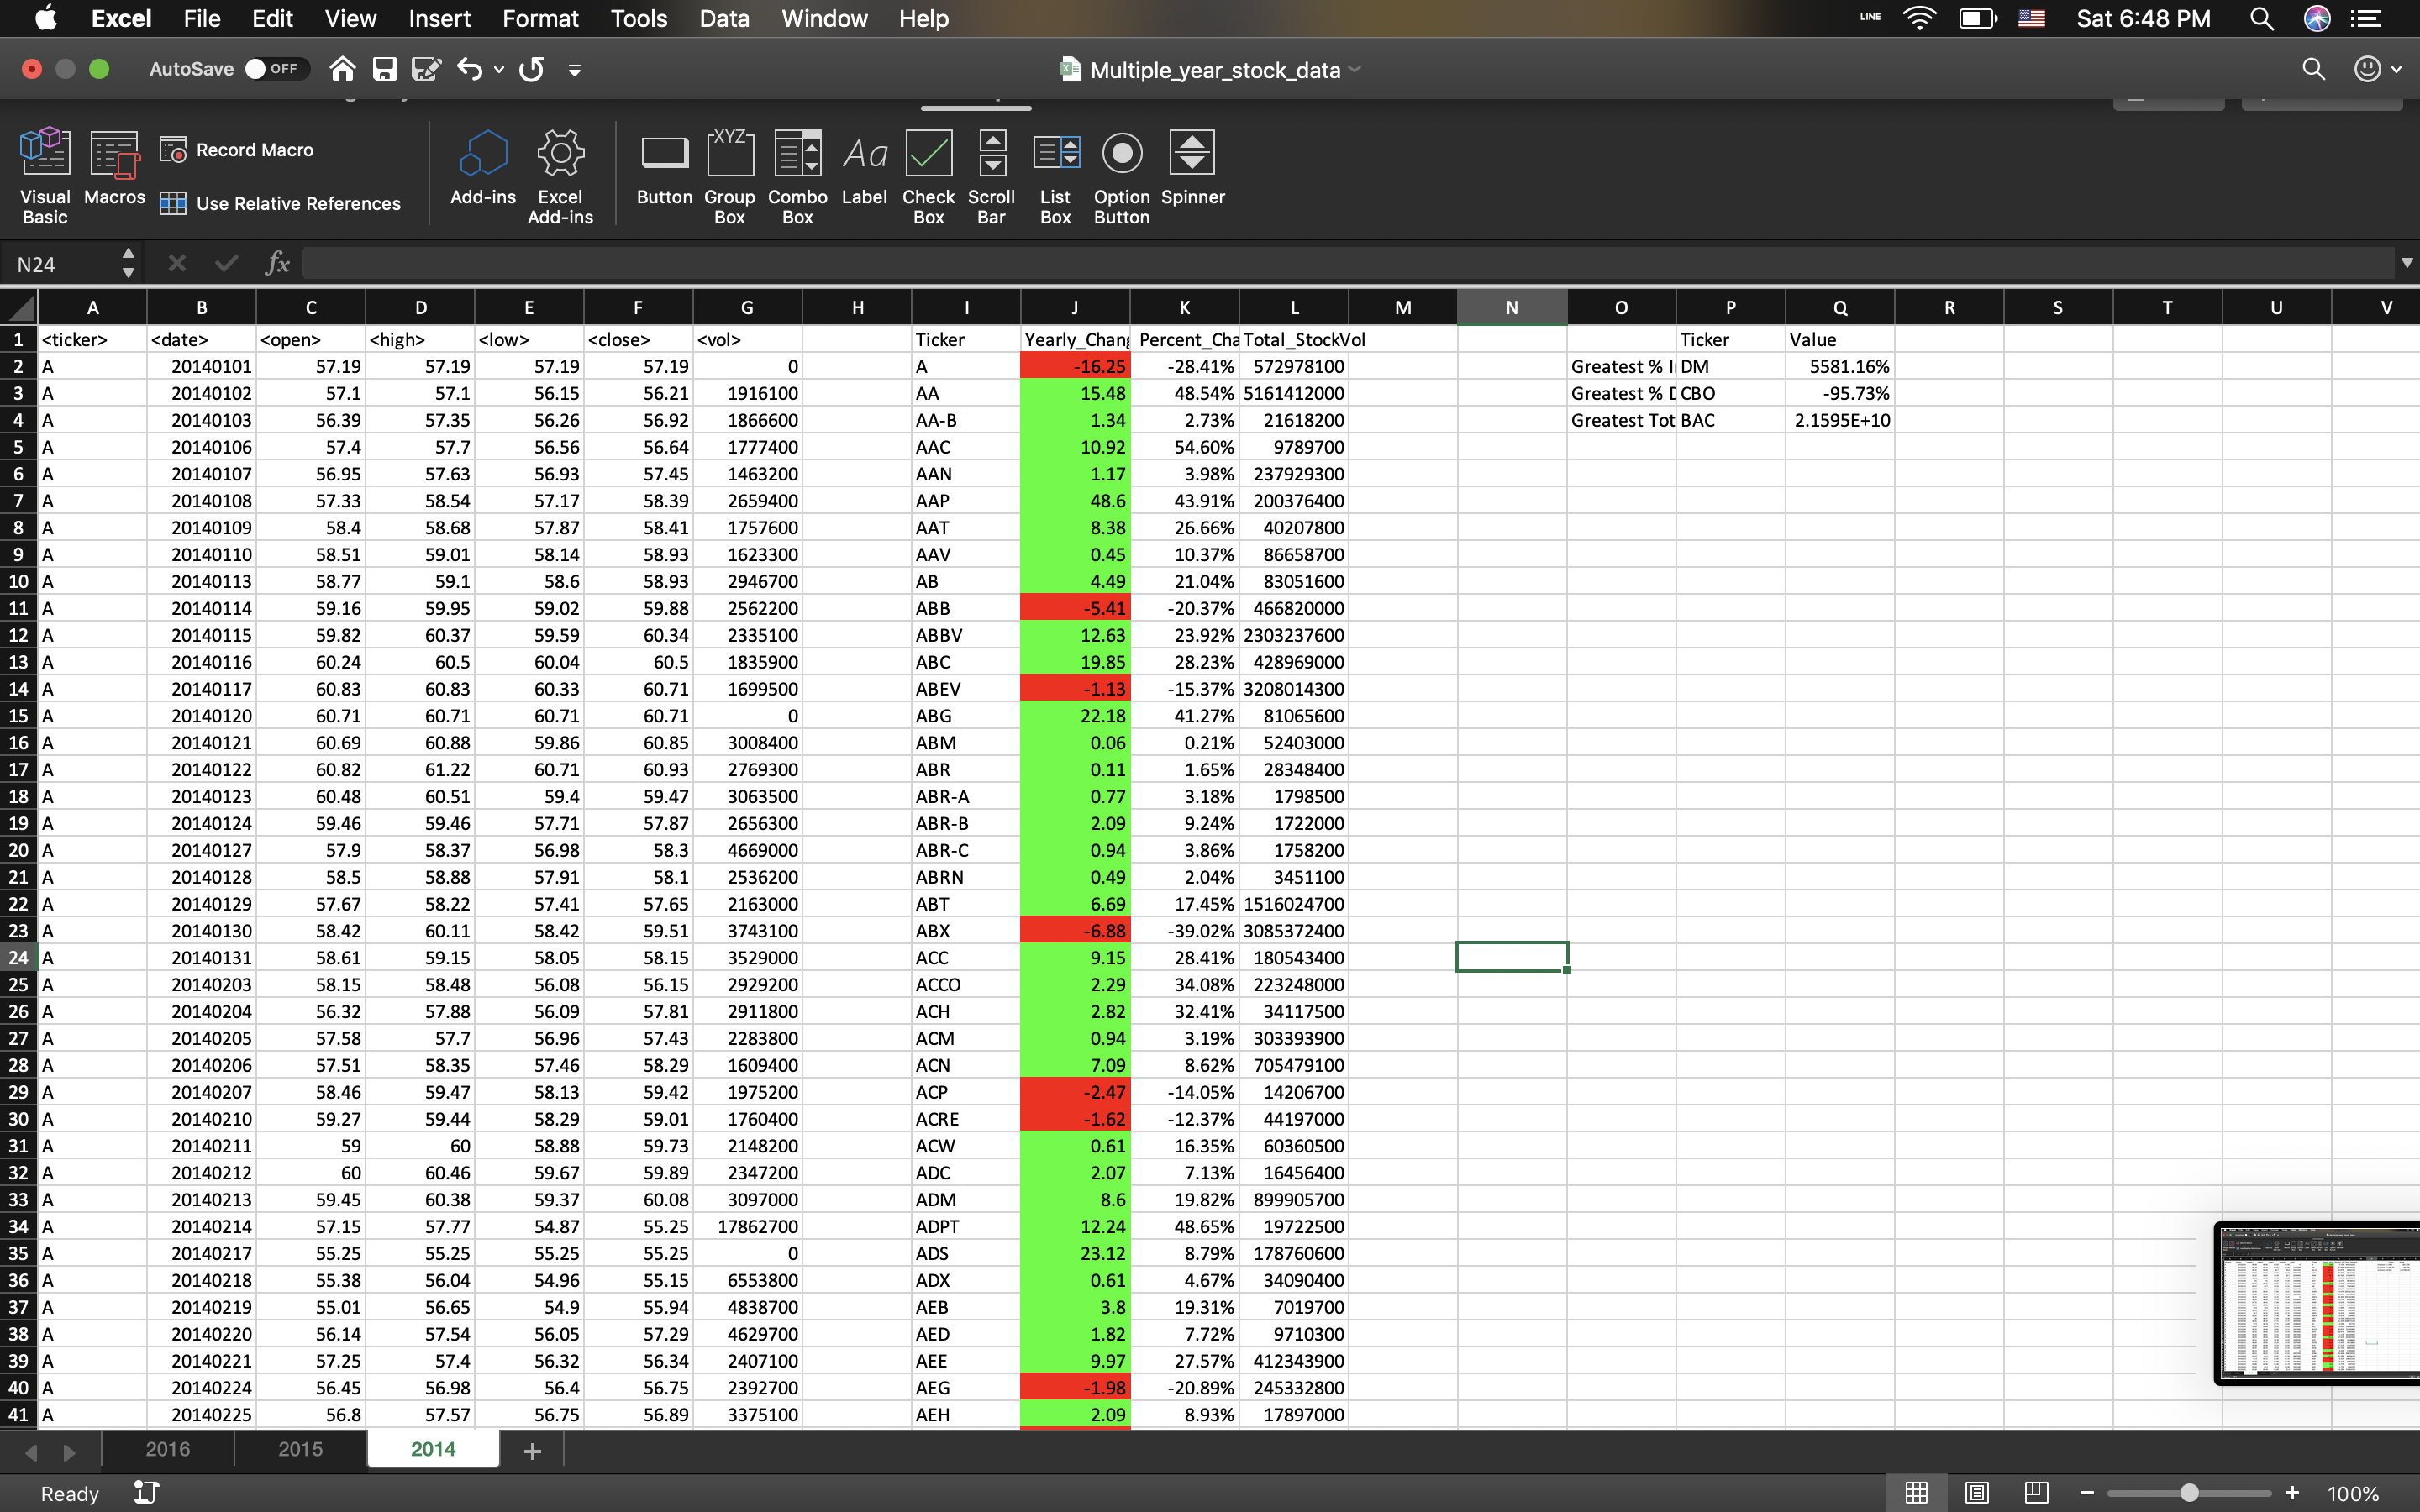 Excel File Edit View Insert Format Tools Data Window Help LINE Sat 6:48 PM
AutoSave OFF Multiple_year_stock_data
Visual Basic Macros Record Macro Use Relative References Add-ins Excel Add-ins Button Group Box Combo Box Label Check Box Scroll Bar List Box Option Button Spinner
XYZ Aa
N24 fx
A B C D E F G H I J K L M N O P Q R S T U V
1 <ticker> <date> <open> <high> <low> <close> <vol> Ticker Yearly_Chang Percent_Cha Total_StockVol Ticker Value
2 A 20140101 57.19 57.19 57.19 57.19 0 A -16.25 -28.41% 572978100 Greatest % I DM 5581.16%
3 A 20140102 57.1 57.1 56.15 56.21 1916100 AA 15.48 48.54% 5161412000 Greatest % D CBO -95.73%
4 A 20140103 56.39 57.35 56.26 56.92 1866600 AA-B 1.34 2.73% 21618200 Greatest Tot BAC 2.1595E+10
5 A 20140106 57.4 57.7 56.56 56.64 1777400 AAC 10.92 54.60% 9789700
6 A 20140107 56.95 57.63 56.93 57.45 1463200 AAN 1.17 3.98% 237929300
7 A 20140108 57.33 58.54 57.17 58.39 2659400 AAP 48.6 43.91% 200376400
8 A 20140109 58.4 58.68 57.87 58.41 1757600 AAT 8.38 26.66% 40207800
9 A 20140110 58.51 59.01 58.14 58.93 1623300 AAV 0.45 10.37% 86658700
10 A 20140113 58.77 59.1 58.6 58.93 2946700 AB 4.49 21.04% 83051600
11 A 20140114 59.16 59.95 59.02 59.88 2562200 ABB -5.41 -20.37% 466820000
12 A 20140115 59.82 60.37 59.59 60.34 2335100 ABBV 12.63 23.92% 2303237600
13 A 20140116 60.24 60.5 60.04 60.5 1835900 ABC 19.85 28.23% 428969000
14 A 20140117 60.83 60.83 60.33 60.71 1699500 ABEV -1.13 -15.37% 3208014300
15 A 20140120 60.71 60.71 60.71 60.71 0 ABG 22.18 41.27% 81065600
16 A 20140121 60.69 60.88 59.86 60.85 3008400 ABM 0.06 0.21% 52403000
17 A 20140122 60.82 61.22 60.71 60.93 2769300 ABR 0.11 1.65% 28348400
18 A 20140123 60.48 60.51 59.4 59.47 3063500 ABR-A 0.77 3.18% 1798500
19 A 20140124 59.46 59.46 57.71 57.87 2656300 ABR-B 2.09 9.24% 1722000
20 A 20140127 57.9 58.37 56.98 58.3 4669000 ABR-C 0.94 3.86% 1758200
21 A 20140128 58.5 58.88 57.91 58.1 2536200 ABRN 0.49 2.04% 3451100
22 A 20140129 57.67 58.22 57.41 57.65 2163000 ABT 6.69 17.45% 1516024700
23 A 20140130 58.42 60.11 58.42 59.51 3743100 ABX -6.88 -39.02% 3085372400
24 A 20140131 58.61 59.15 58.05 58.15 3529000 ACC 9.15 28.41% 180543400
25 A 20140203 58.15 58.48 56.08 56.15 2929200 ACCO 2.29 34.08% 223248000
26 A 20140204 56.32 57.88 56.09 57.81 2911800 ACH 2.82 32.41% 34117500
27 A 20140205 57.58 57.7 56.96 57.43 2283800 ACM 0.94 3.19% 303393900
28 A 20140206 57.51 58.35 57.46 58.29 1609400 ACN 7.09 8.62% 705479100
29 A 20140207 58.46 59.47 58.13 59.42 1975200 ACP -2.47 -14.05% 14206700
30 A 20140210 59.27 59.44 58.29 59.01 1760400 ACRE -1.62 -12.37% 44197000
31 A 20140211 59 60 58.88 59.73 2148200 ACW 0.61 16.35% 60360500
32 A 20140212 60 60.46 59.67 59.89 2347200 ADC 2.07 7.13% 16456400
33 A 20140213 59.45 60.38 59.37 60.08 3097000 ADM 8.6 19.82% 899905700
34 A 20140214 57.15 57.77 54.87 55.25 17862700 ADPT 12.24 48.65% 19722500
35 A 20140217 55.25 55.25 55.25 55.25 0 ADS 23.12 8.79% 178760600
36 A 20140218 55.38 56.04 54.96 55.15 6553800 ADX 0.61 4.67% 34090400
37 A 20140219 55.01 56.65 54.9 55.94 4838700 AEB 3.8 19.31% 7019700
38 A 20140220 56.14 57.54 56.05 57.29 4629700 AED 1.82 7.72% 9710300
39 A 20140221 57.25 57.4 56.32 56.34 2407100 AEE 9.97 27.57% 412343900
40 A 20140224 56.45 56.98 56.4 56.75 2392700 AEG -1.98 -20.89% 245332800
41 A 20140225 56.8 57.57 56.75 56.89 3375100 AEH 2.09 8.93% 17897000
2016 2015 2014 +
Ready 100%